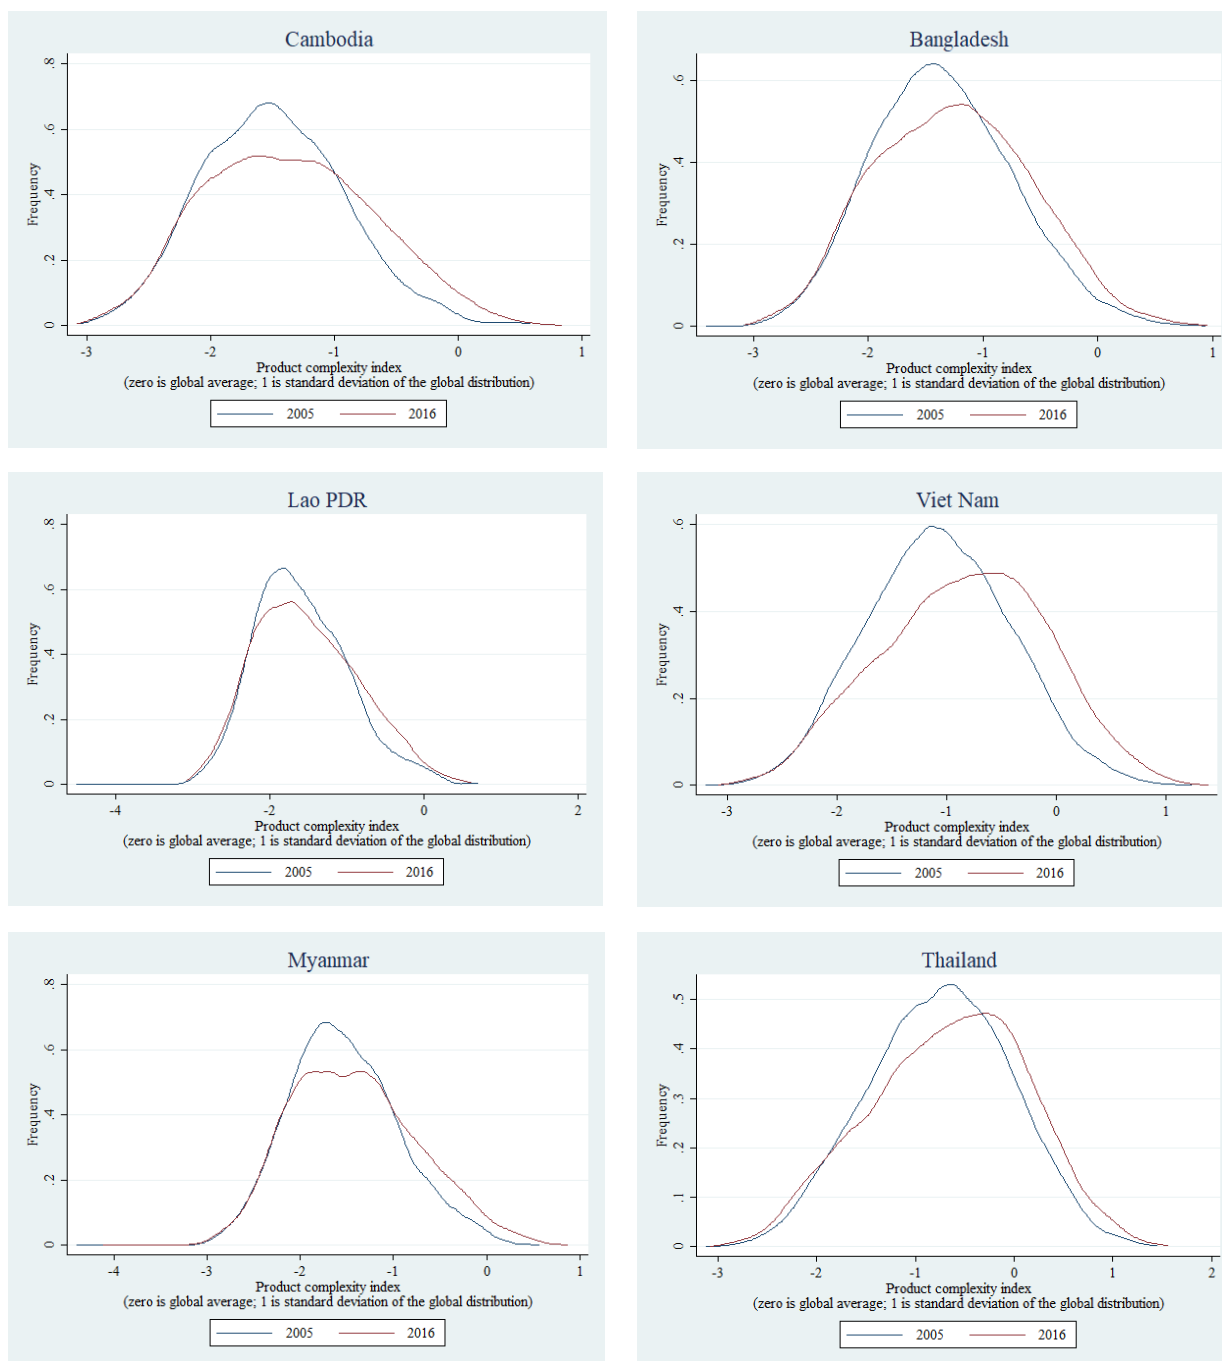 Cambodia
.8
.6
.4
.2
0
Frequency
-3 -2 -1 0 1
Product complexity index
(zero is global average; 1 is standard deviation of the global distribution)
2005 2016
Bangladesh
.6
.4
.2
0
Frequency
-3 -2 -1 0 1
Product complexity index
(zero is global average; 1 is standard deviation of the global distribution)
2005 2016
Lao PDR
.8
.6
.4
.2
0
Frequency
-4 -2 0 2
Product complexity index
(zero is global average; 1 is standard deviation of the global distribution)
2005 2016
Viet Nam
.6
.4
.2
0
Frequency
-3 -2 -1 0 1
Product complexity index
(zero is global average; 1 is standard deviation of the global distribution)
2005 2016
Myanmar
.8
.6
.4
.2
0
Frequency
-4 -3 -2 -1 0 1
Product complexity index
(zero is global average; 1 is standard deviation of the global distribution)
2005 2016
Thailand
.5
.4
.3
.2
.1
0
Frequency
-3 -2 -1 0 1 2
Product complexity index
(zero is global average; 1 is standard deviation of the global distribution)
2005 2016